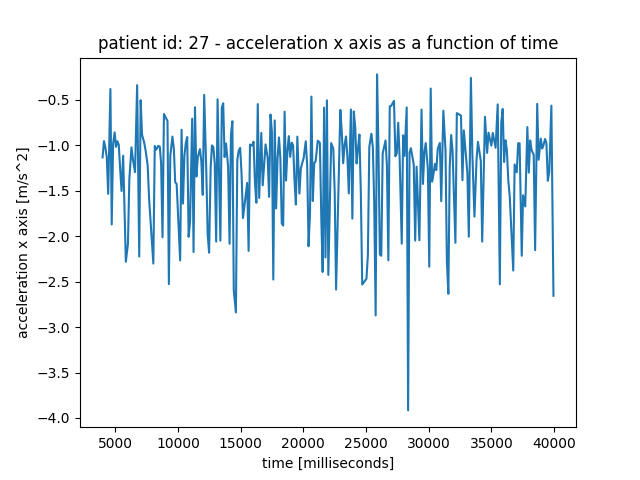 patient id: 27 - acceleration x axis as a function of time
acceleration x axis [m/s^2]
−0.5
−1.0
−1.5
−2.0
−2.5
−3.0
−3.5
−4.0
5000 10000 15000 20000 25000 30000 35000 40000
time [milliseconds]